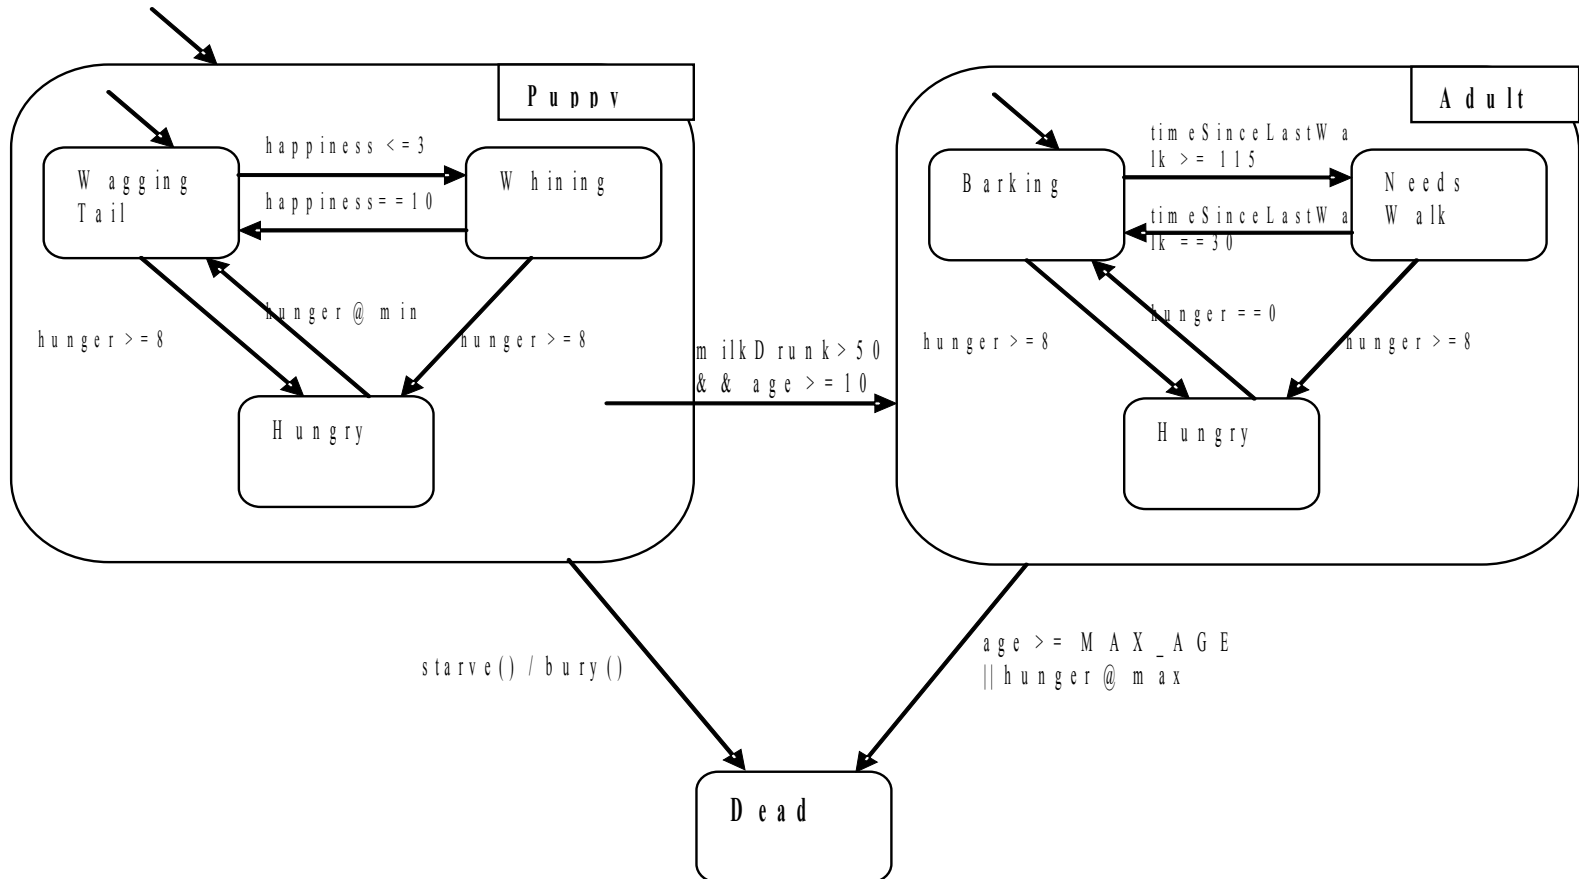 Puppy
Adult
happiness <=3
Wagging
Tail
Whining
happiness==10
timeSinceLastWa
lk >= 115
Barking
Needs
Walk
timeSinceLastWa
lk ==30
hunger @ min
hunger>=8
hunger>=8
hunger==0
hunger>=8
hunger>=8
milkDrunk>50
&& age >=10
Hungry
Hungry
starve() / bury()
age >= MAX_AGE
||hunger@max
Dead